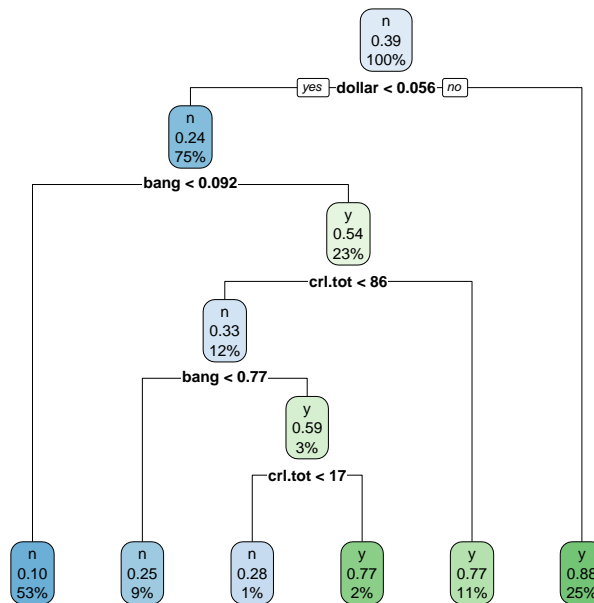 n
0.39
100%
yes dollar < 0.056 no
n
0.24
75%
bang < 0.092
y
0.54
23%
crl.tot < 86
n
0.33
12%
bang < 0.77
y
0.59
3%
crl.tot < 17
n
0.10
53%
n
0.25
9%
n
0.28
1%
y
0.77
2%
y
0.77
11%
y
0.88
25%